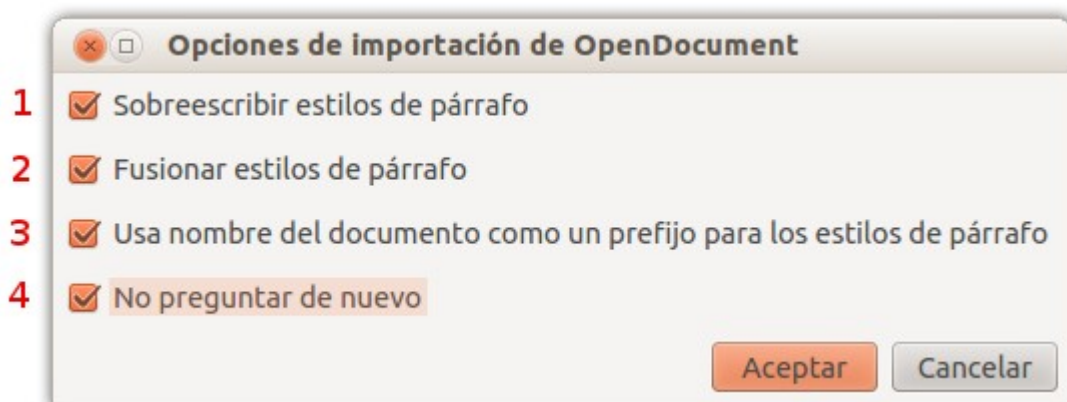 Opciones de importación de OpenDocument
1 Sobreescribir estilos de párrafo
2 Fusionar estilos de párrafo
3 Usa nombre del documento como un prefijo para los estilos de párrafo
4 No preguntar de nuevo
Aceptar Cancelar